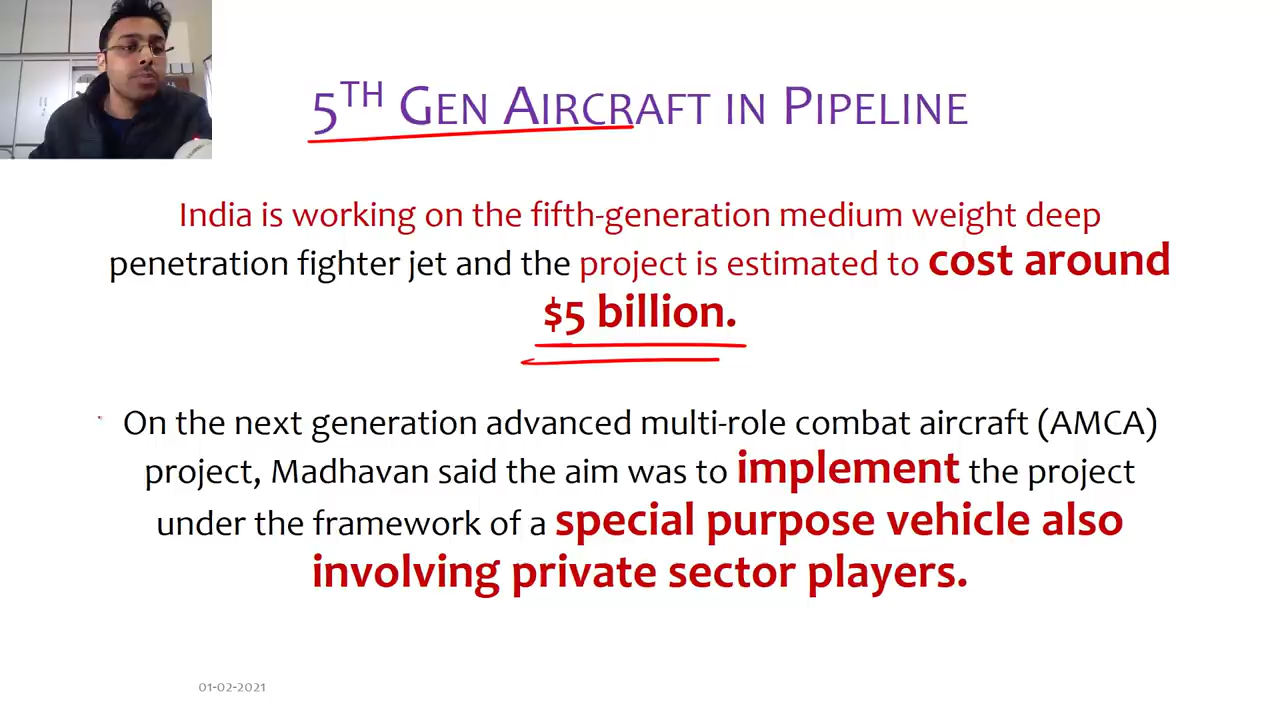 5TH GEN AIRCRAFT IN PIPELINE
India is working on the fifth-generation medium weight deep
penetration fighter jet and the project is estimated to cost around
$5 billion.
On the next generation advanced multi-role combat aircraft (AMCA)
project, Madhavan said the aim was to implement the project
under the framework of a special purpose vehicle also
involving private sector players.
01-02-2021